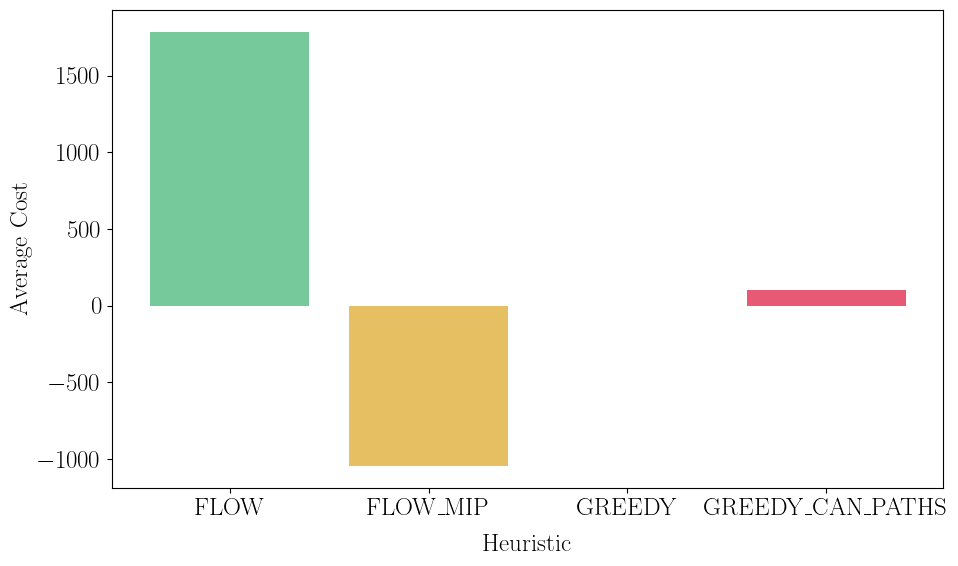 Average Cost
1500
1000
500
0
−500
−1000
FLOW
FLOW_MIP
GREEDY
GREEDY_CAN_PATHS
Heuristic